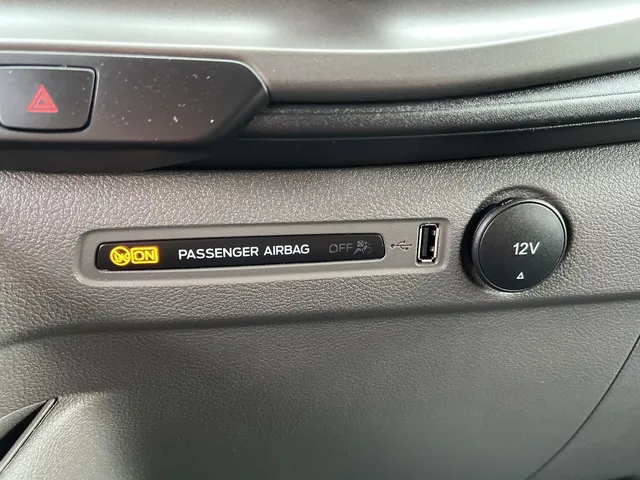 ON PASSENGER AIRBAG OFF
12V